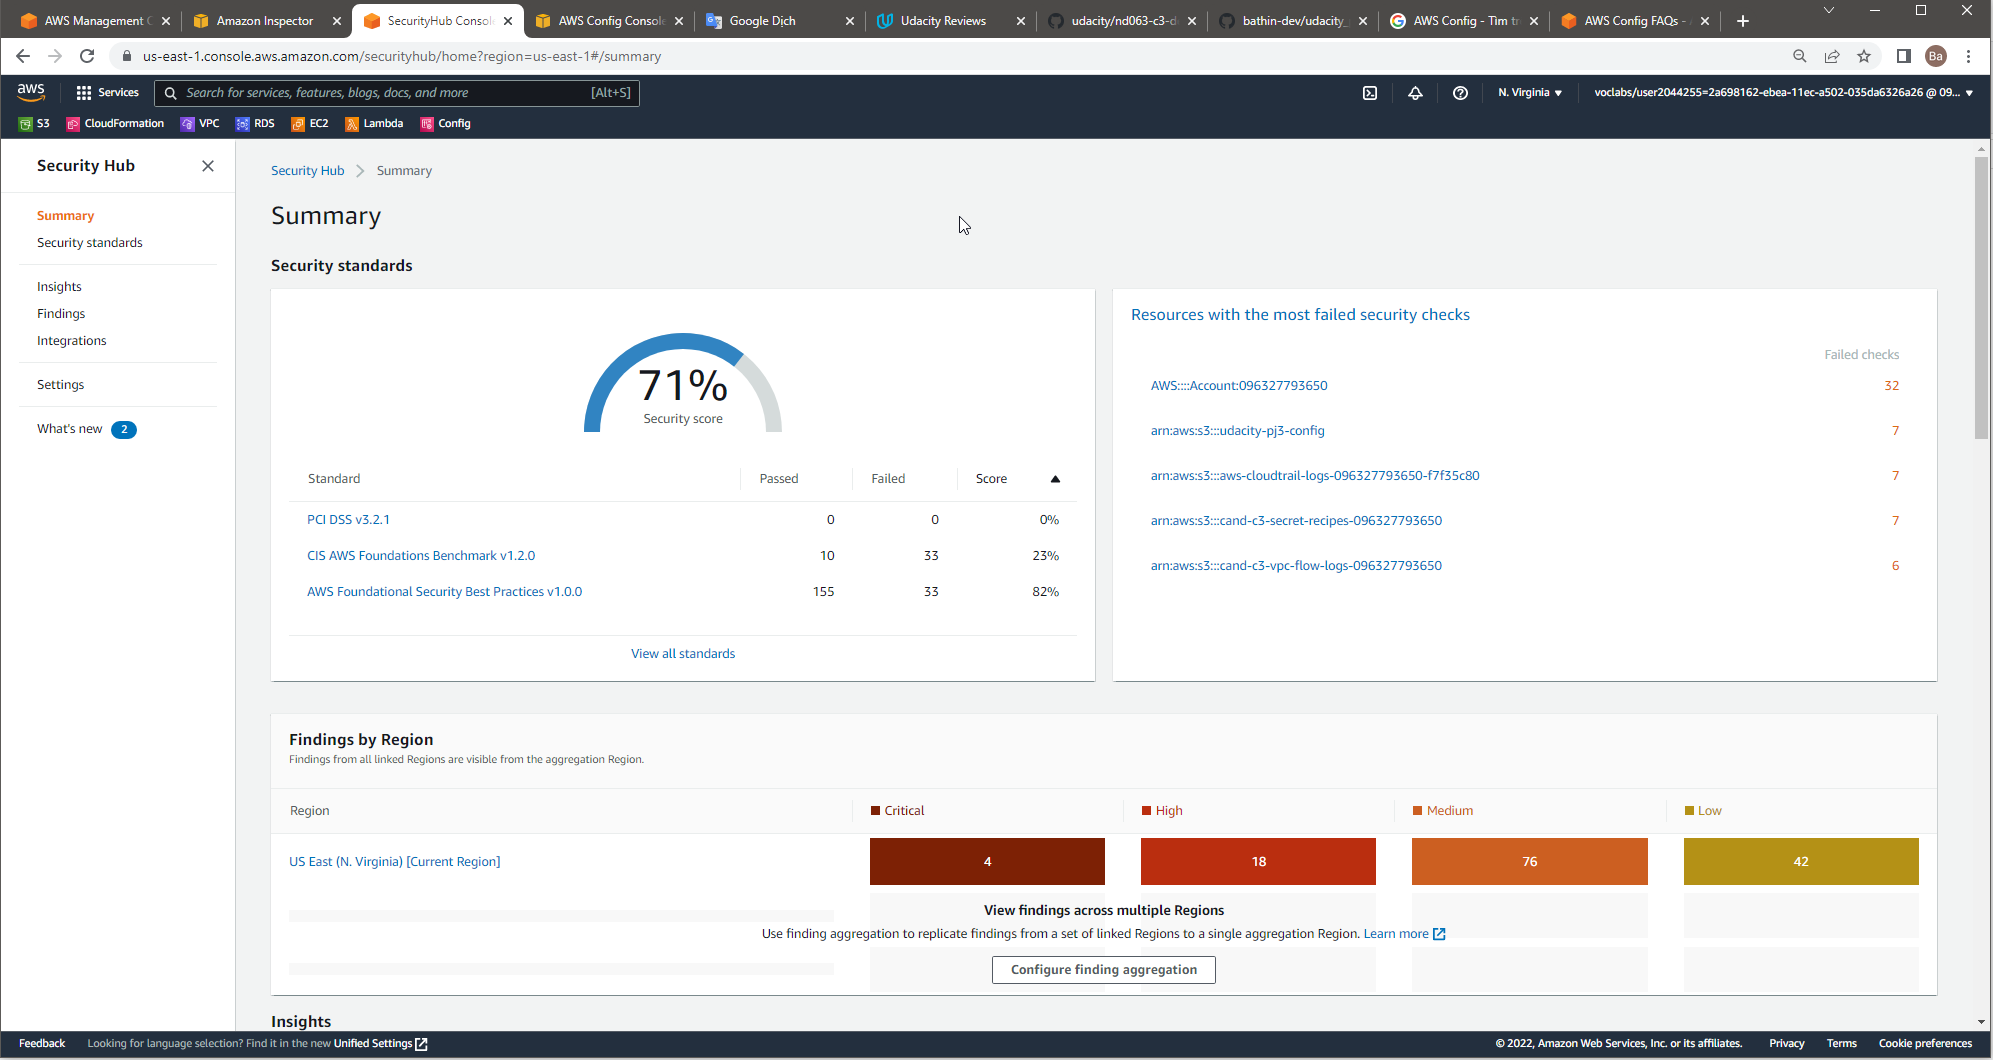 AWS Management C
Amazon Inspector
SecurityHub Consol
AWS Config Console
Google Dịch
Udacity Reviews
udacity/nd063-c3-d
bathin-dev/udacity_
AWS Config - Tìm tr
AWS Config FAQs -
us-east-1.console.aws.amazon.com/securityhub/home?region=us-east-1#/summary
Ba
aws
Services
Search for services, features, blogs, docs, and more [Alt+S]
N. Virginia
voclabs/user2044255=2a698162-ebea-11ec-a502-035da6326a26 @ 09...
S3
CloudFormation
VPC
RDS
EC2
Lambda
Config
Security Hub
Summary
Security standards
Insights
Findings
Integrations
Settings
What's new 2
Security Hub > Summary
Summary
Security standards
71%
Security score
Standard Passed Failed Score
PCI DSS v3.2.1 0 0 0%
CIS AWS Foundations Benchmark v1.2.0 10 33 23%
AWS Foundational Security Best Practices v1.0.0 155 33 82%
View all standards
Resources with the most failed security checks
Failed checks
AWS::::Account:096327793650 32
arn:aws:s3:::udacity-pj3-config 7
arn:aws:s3:::aws-cloudtrail-logs-096327793650-f7f35c80 7
arn:aws:s3:::cand-c3-secret-recipes-096327793650 7
arn:aws:s3:::cand-c3-vpc-flow-logs-096327793650 6
Findings by Region
Findings from all linked Regions are visible from the aggregation Region.
Region Critical High Medium Low
US East (N. Virginia) [Current Region] 4 18 76 42
View findings across multiple Regions
Use finding aggregation to replicate findings from a set of linked Regions to a single aggregation Region. Learn more
Configure finding aggregation
Insights
Feedback
Looking for language selection? Find it in the new Unified Settings
© 2022, Amazon Web Services, Inc. or its affiliates.
Privacy
Terms
Cookie preferences